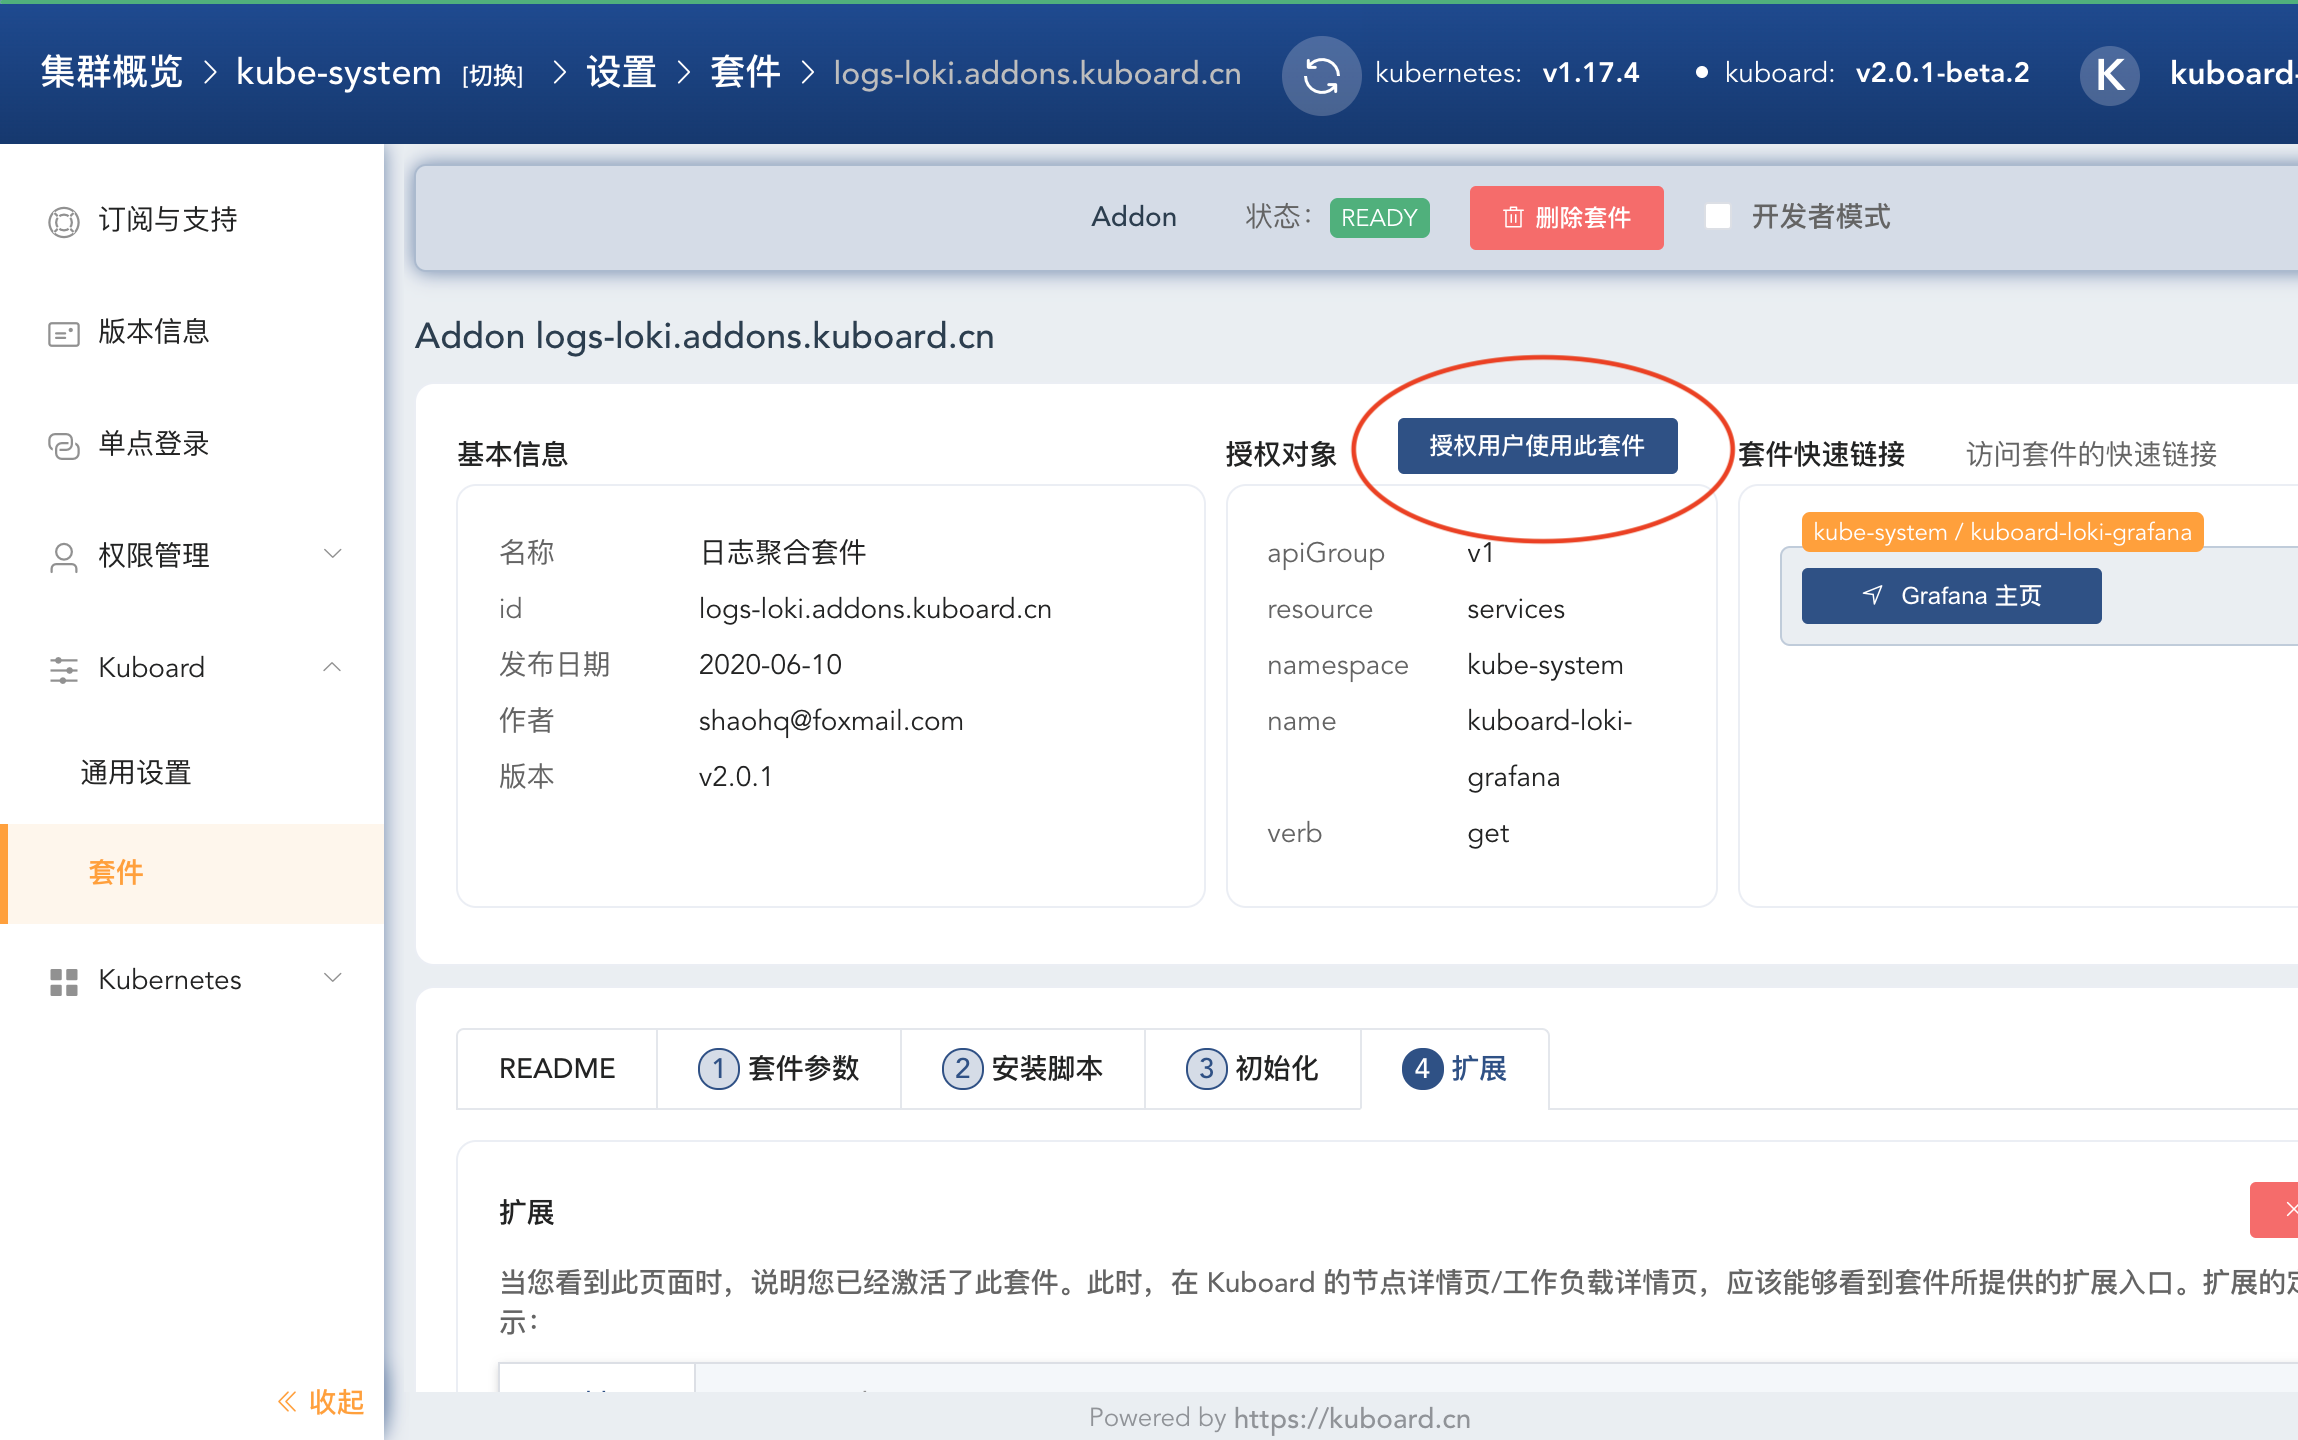 集群概览 > kube-system [切换] > 设置 > 套件 > logs-loki.addons.kuboard.cn kubernetes: v1.17.4 • kuboard: v2.0.1-beta.2 K kuboard-
订阅与支持
版本信息
单点登录
权限管理
Kuboard
通用设置
套件
Kubernetes
收起
Addon 状态: READY 删除套件 开发者模式
Addon logs-loki.addons.kuboard.cn
基本信息
名称 日志聚合套件
id logs-loki.addons.kuboard.cn
发布日期 2020-06-10
作者 shaohq@foxmail.com
版本 v2.0.1
授权对象 授权用户使用此套件
apiGroup v1
resource services
namespace kube-system
name kuboard-loki-
grafana
verb get
套件快速链接 访问套件的快速链接
kube-system / kuboard-loki-grafana
Grafana 主页
README 1 套件参数 2 安装脚本 3 初始化 4 扩展
扩展
当您看到此页面时，说明您已经激活了此套件。此时，在 Kuboard 的节点详情页/工作负载详情页，应该能够看到套件所提供的扩展入口。扩展的
示：
Powered by https://kuboard.cn